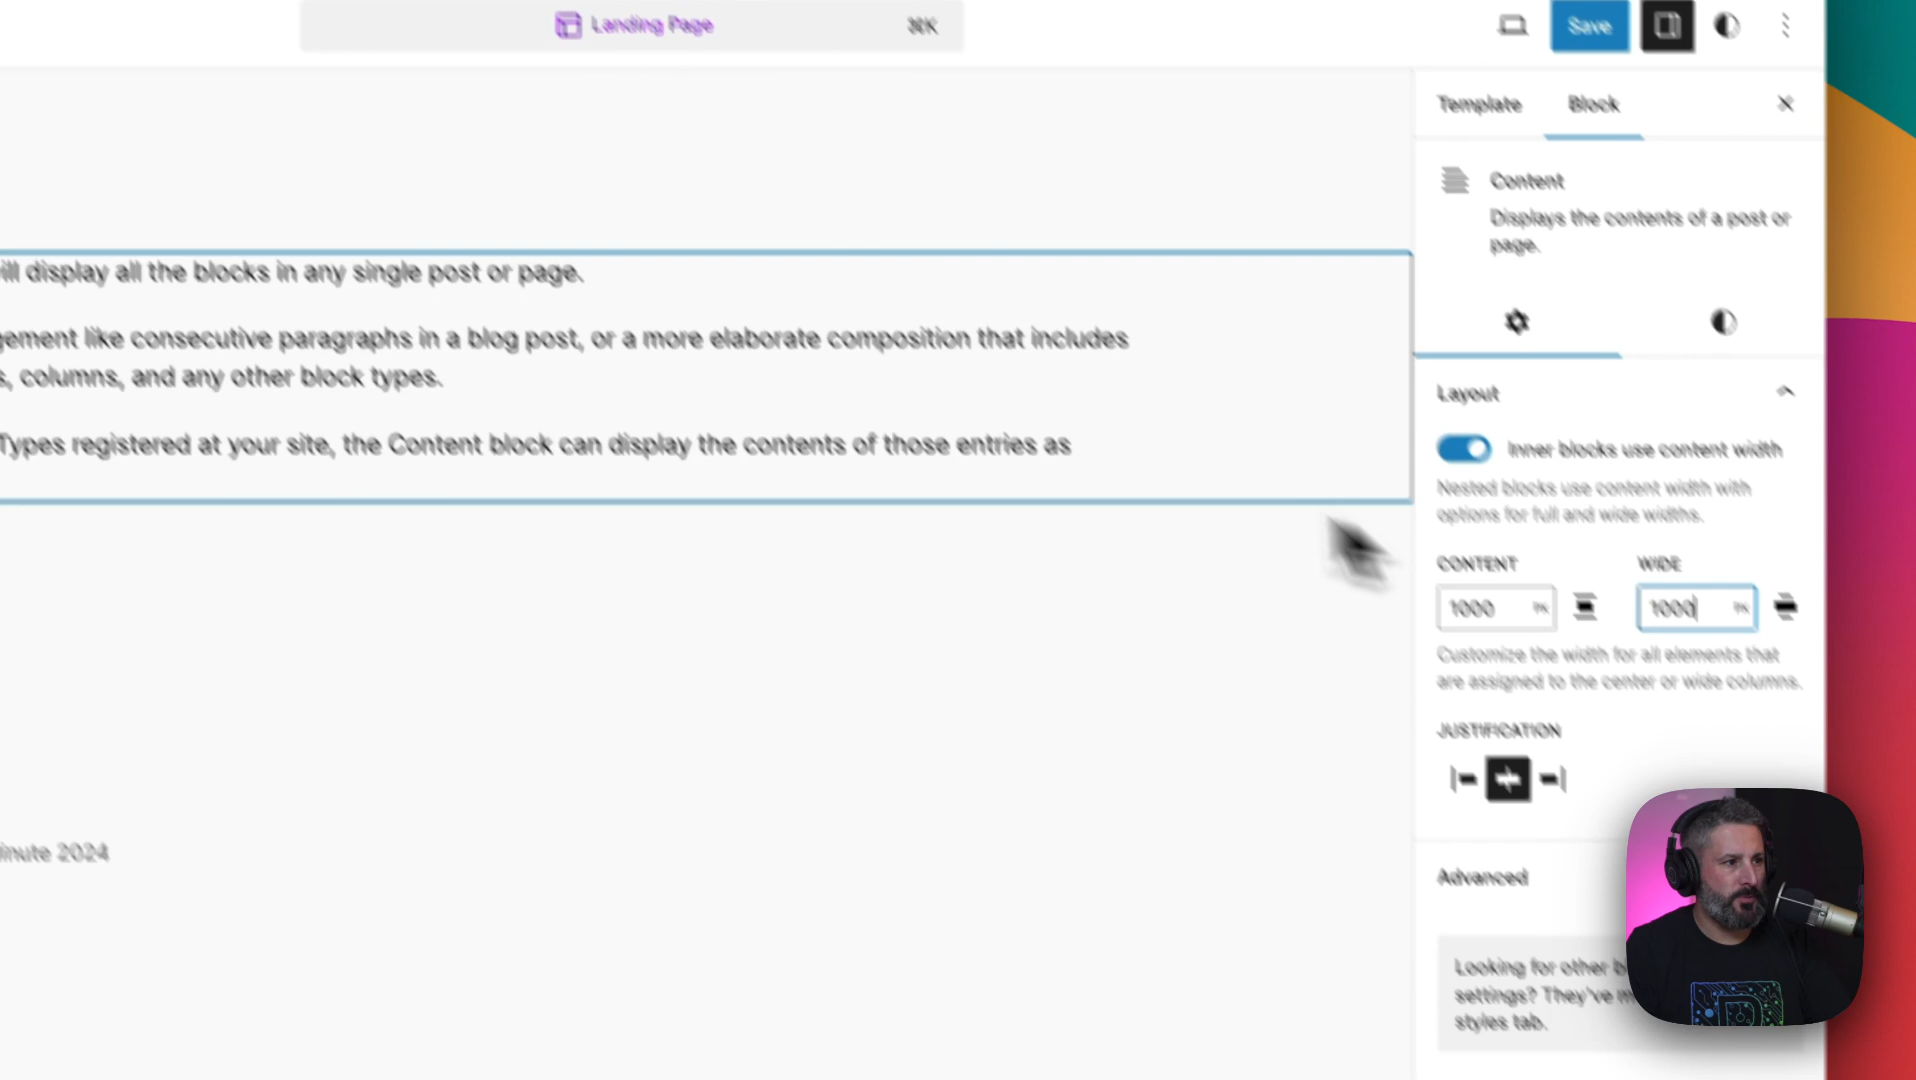 Landing Page
⌘K
Save
Template
Block
Content
Displays the contents of a post or
page.
ill display all the blocks in any single post or page.
gement like consecutive paragraphs in a blog post, or a more elaborate composition that includes
s, columns, and any other block types.
Types registered at your site, the Content block can display the contents of those entries as
Layout
Inner blocks use content width
Nested blocks use content width with
options for full and wide widths.
CONTENT
WIDE
1000
PX
1000
PX
Customize the width for all elements that
are assigned to the center or wide columns.
JUSTIFICATION
inute 2024
Advanced
Looking for other b
settings? They've m
styles tab.